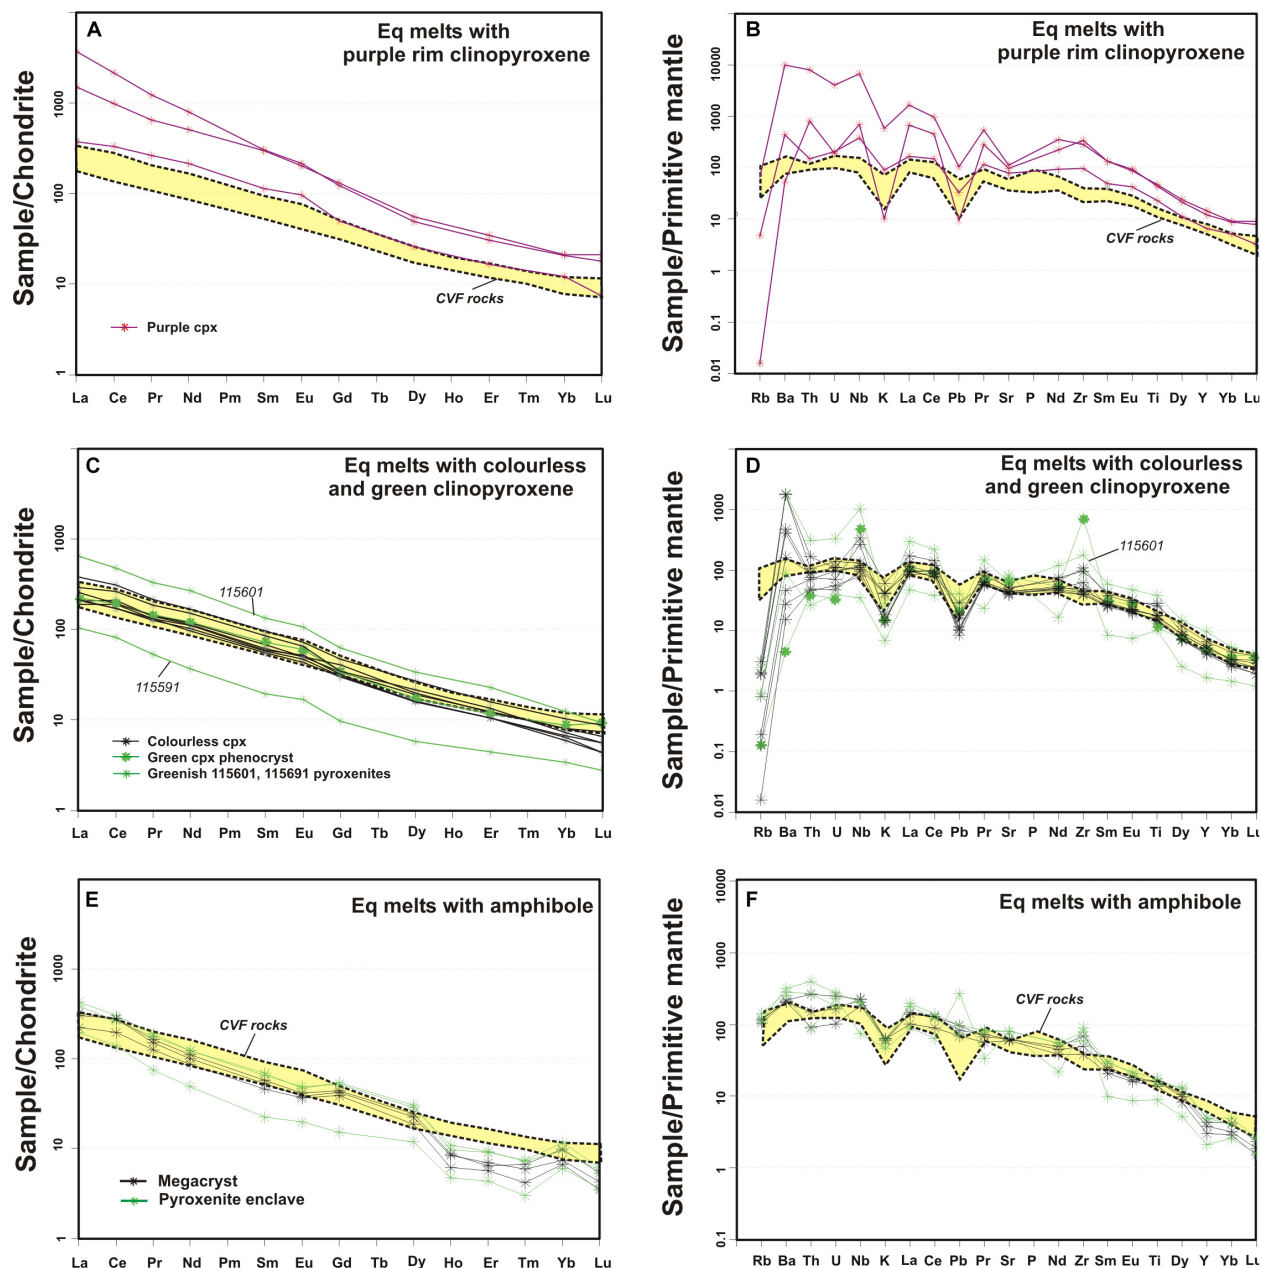 A
Eq melts with
purple rim clinopyroxene
Sample/Chondrite
1000
100
10
1
CVF rocks
Purple cpx
La Ce Pr Nd Pm Sm Eu Gd Tb Dy Ho Er Tm Yb Lu
B
Eq melts with
purple rim clinopyroxene
Sample/Primitive mantle
10000
1000
100
10
1
0.1
0.01
CVF rocks
Rb Ba Th U Nb K La Ce Pb Pr Sr P Nd Zr Sm Eu Ti Dy Y Yb Lu
C
Eq melts with colourless
and green clinopyroxene
Sample/Chondrite
1000
100
10
1
115601
115591
Colourless cpx
Green cpx phenocryst
Greenish 115601, 115691 pyroxenites
La Ce Pr Nd Pm Sm Eu Gd Tb Dy Ho Er Tm Yb Lu
D
Eq melts with colourless
and green clinopyroxene
Sample/Primitive mantle
1000
100
10
1
0.1
0.01
115601
Rb Ba Th U Nb K La Ce Pb Pr Sr P Nd Zr Sm Eu Ti Dy Y Yb Lu
E
Eq melts with amphibole
Sample/Chondrite
1000
100
10
1
CVF rocks
Megacryst
Pyroxenite enclave
La Ce Pr Nd Pm Sm Eu Gd Tb Dy Ho Er Tm Yb Lu
F
Eq melts with amphibole
Sample/Primitive mantle
10000
1000
100
10
1
0.1
CVF rocks
Rb Ba Th U Nb K La Ce Pb Pr Sr P Nd Zr Sm Eu Ti Dy Y Yb Lu